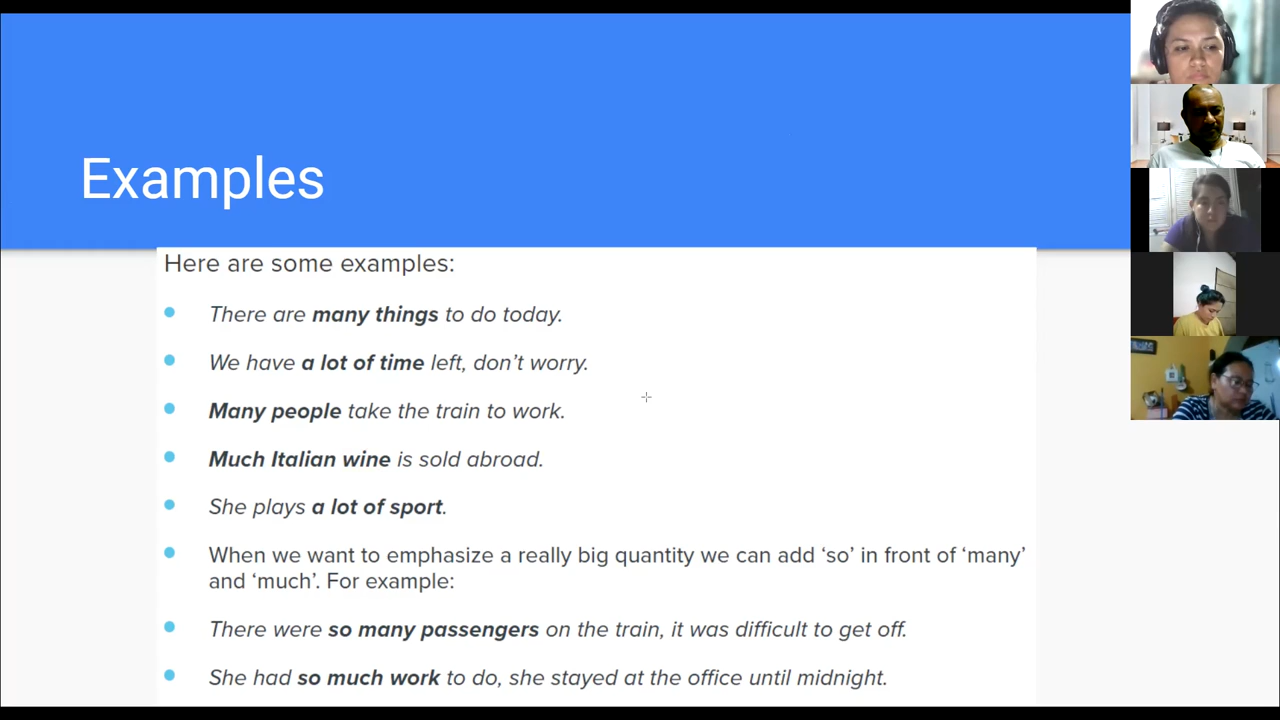 Examples
Here are some examples:
There are many things to do today.
We have a lot of time left, don’t worry.
Many people take the train to work.
Much Italian wine is sold abroad.
She plays a lot of sport.
When we want to emphasize a really big quantity we can add ‘so’ in front of ‘many’
and ‘much’. For example:
There were so many passengers on the train, it was difficult to get off.
She had so much work to do, she stayed at the office until midnight.